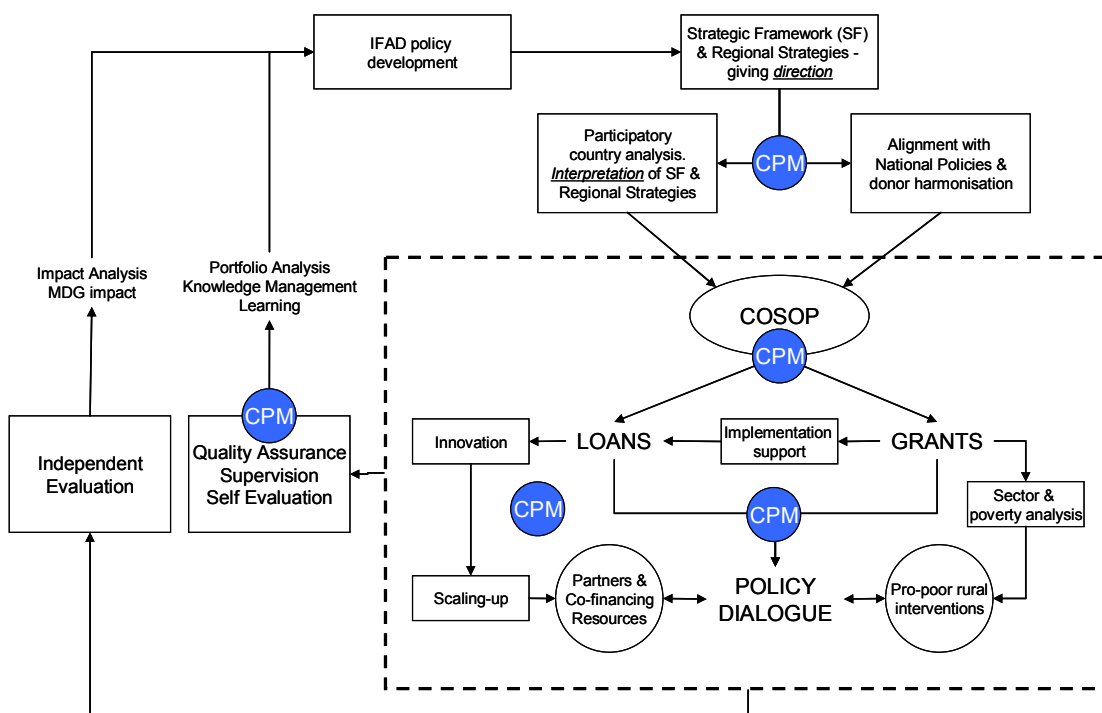 IFAD policy
development
Strategic Framework (SF)
& Regional Strategies -
giving direction
Participatory
country analysis.
Interpretation of SF &
Regional Strategies
CPM
Alignment with
National Policies &
donor harmonisation
Impact Analysis
MDG impact
Portfolio Analysis
Knowledge Management
Learning
COSOP
CPM
CPM
Independent
Evaluation
Quality Assurance
Supervision
Self Evaluation
Innovation
LOANS
Implementation
support
GRANTS
CPM
CPM
Sector &
poverty analysis
Scaling-up
Partners &
Co-financing
Resources
POLICY
DIALOGUE
Pro-poor rural
interventions